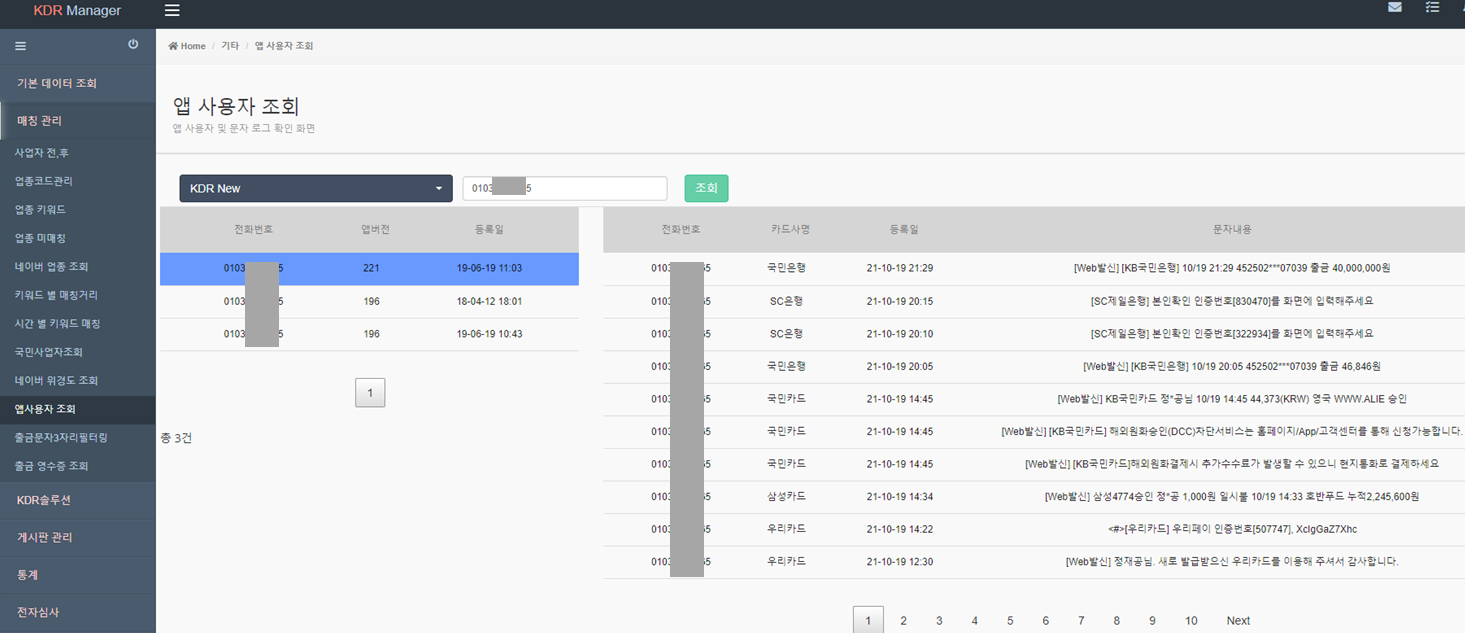 KDR Manager
Home / 기타 / 앱 사용자 조회
기본 데이터 조회
매칭 관리
사업자 전,후
업종코드관리
업종 키워드
업종 미매칭
네이버 업종 조회
키워드 별 매칭거리
시간 별 키워드 매칭
국민사업자조회
네이버 위경도 조회
앱사용자 조회
출금문자3자리필터링
출금 영수증 조회
KDR솔루션
게시판 관리
통계
전자심사
앱 사용자 조회
앱 사용자 및 문자 로그 확인 화면
KDR New 0103 5 조회
전화번호 앱버전 등록일
0103 5 221 19-06-19 11:03
0103 5 196 18-04-12 18:01
0103 5 196 19-06-19 10:43
1
총 3건
전화번호 카드사명 등록일 문자내용
0103 55 국민은행 21-10-19 21:29 [Web발신] [KB국민은행] 10/19 21:29 452502***07039 출금 40,000,000원
0103 55 SC은행 21-10-19 20:15 [SC제일은행] 본인확인 인증번호[830470]를 화면에 입력해주세요
0103 55 SC은행 21-10-19 20:10 [SC제일은행] 본인확인 인증번호[322934]를 화면에 입력해주세요
0103 55 국민은행 21-10-19 20:05 [Web발신] [KB국민은행] 10/19 20:05 452502***07039 출금 46,846원
0103 55 국민카드 21-10-19 14:45 [Web발신] KB국민카드 정*공님 10/19 14:45 44,373(KRW) 영국 WWW.ALIE 승인
0103 55 국민카드 21-10-19 14:45 [Web발신] [KB국민카드] 해외원화승인(DCC)차단서비스는 홈페이지/App/고객센터를 통해 신청가능합니다.
0103 55 국민카드 21-10-19 14:45 [Web발신] [KB국민카드]해외원화결제시 추가수수료가 발생할 수 있으니 현지통화로 결제하세요
0103 55 삼성카드 21-10-19 14:34 [Web발신] 삼성4774승인 정*공 1,000원 일시불 10/19 14:33 호반푸드 누적2,245,600원
0103 55 우리카드 21-10-19 14:22 <#>[우리카드] 우리페이 인증번호[507747], XclgGaZ7Xhc
0103 55 우리카드 21-10-19 12:30 [Web발신] 정재공님. 새로 발급받으신 우리카드를 이용해 주셔서 감사합니다.
1 2 3 4 5 6 7 8 9 10 Next